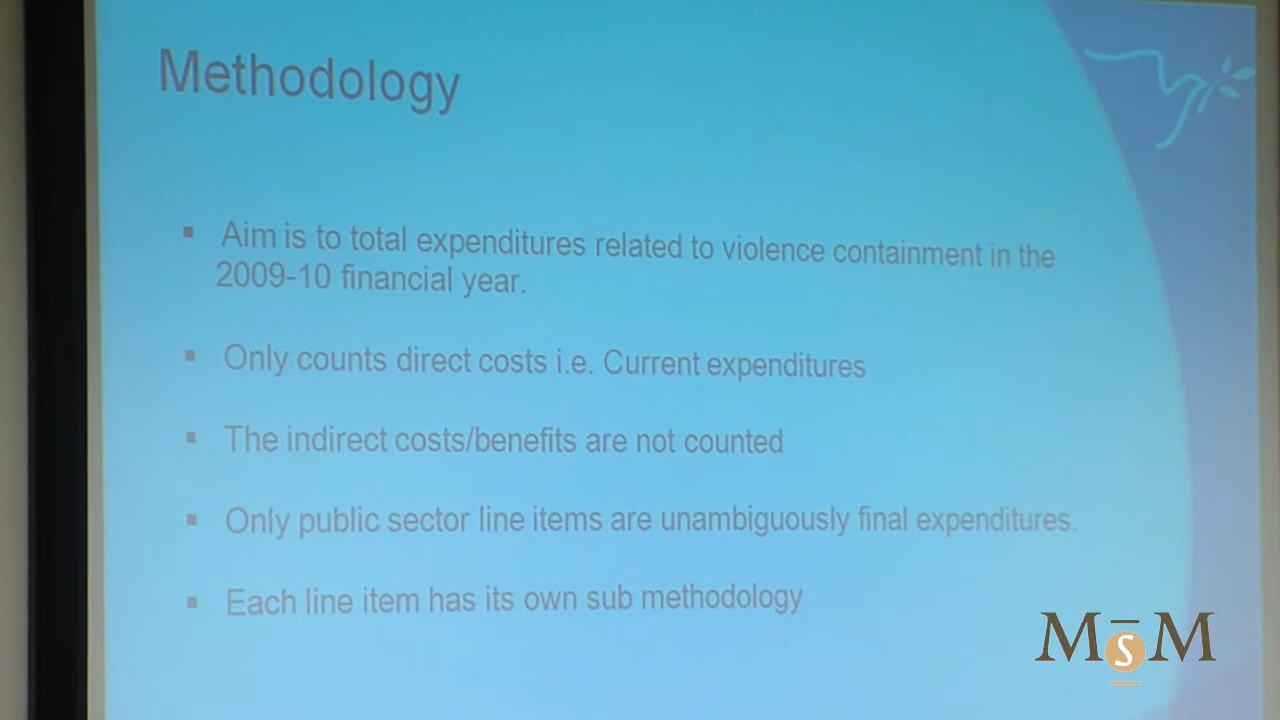 Methodology
▪ Aim is to total expenditures related to violence containment in the
2009-10 financial year.
▪ Only counts direct costs i.e. Current expenditures
▪ The indirect costs/benefits are not counted
▪ Only public sector line items are unambiguously final expenditures.
▪ Each line item has its own sub methodology
MSM